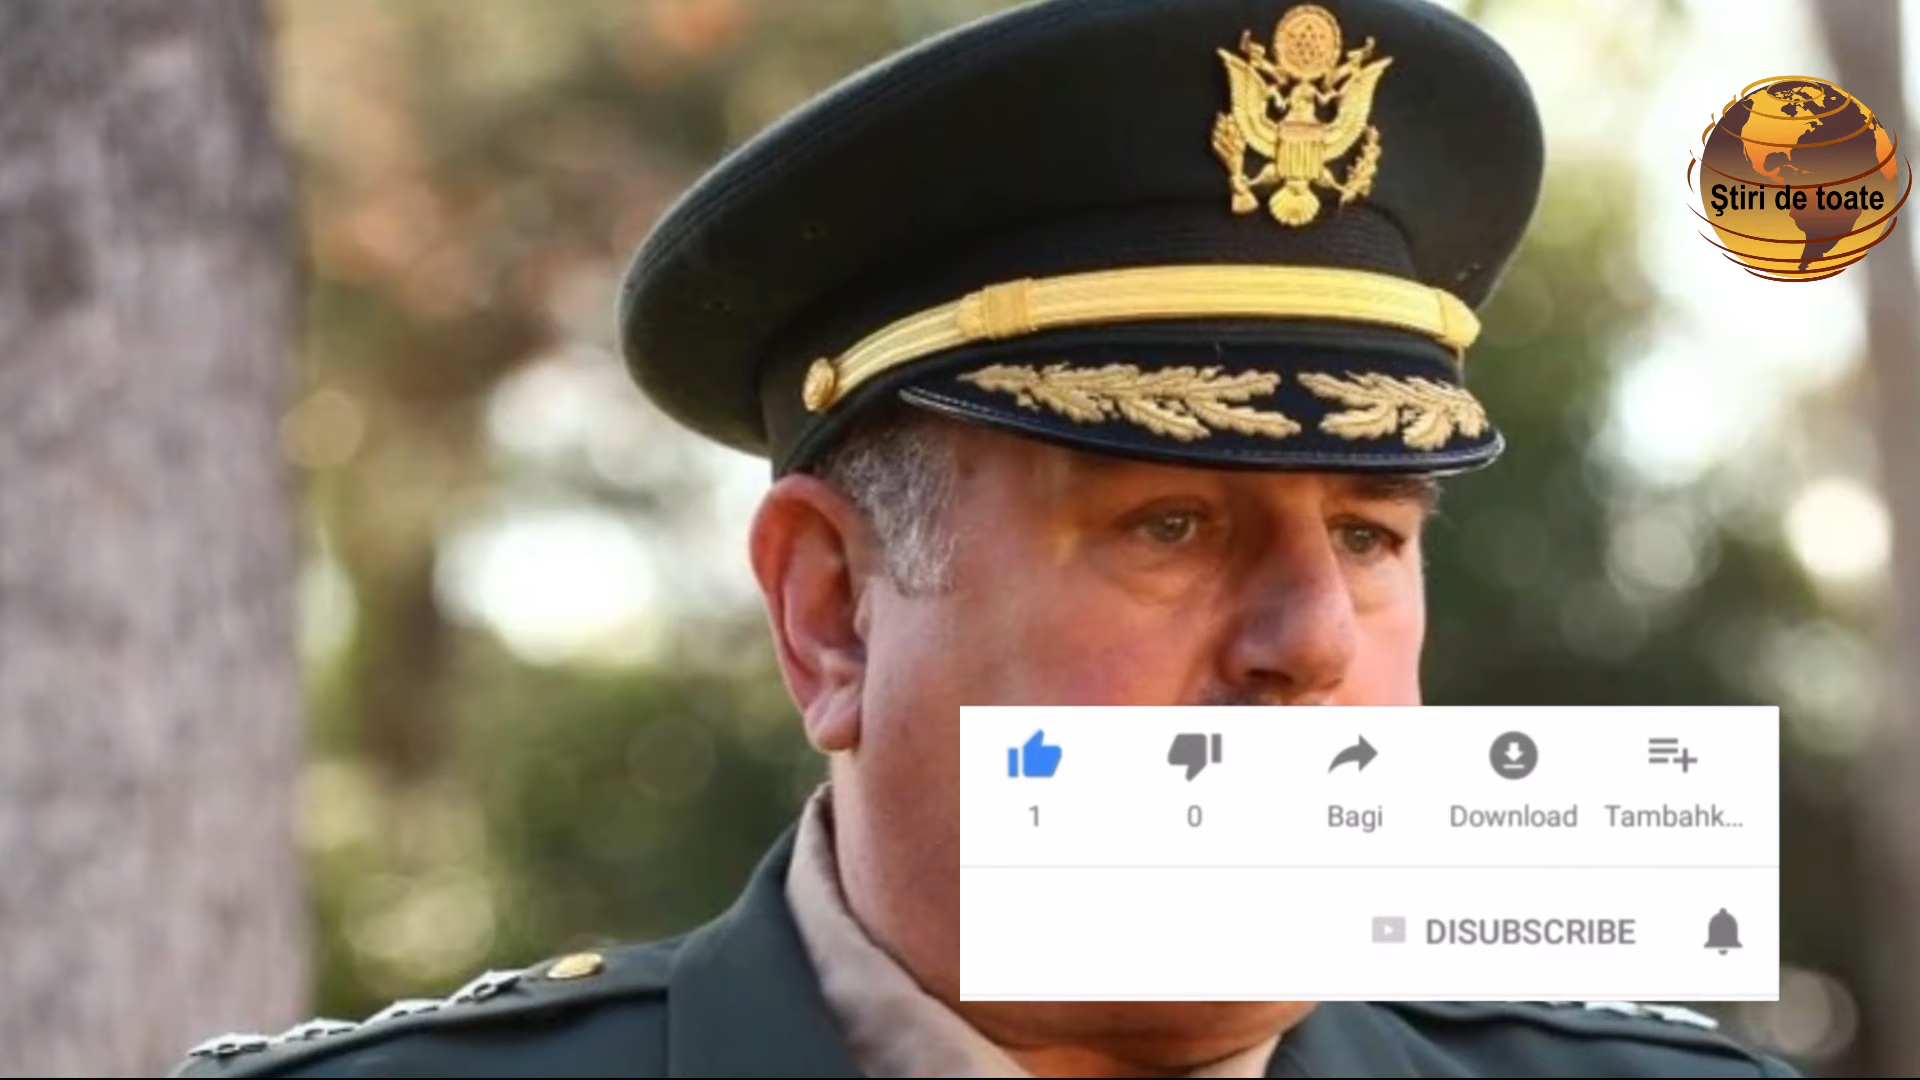 Ştiri de toate
1
0
Bagi
Download
Tambahk...
DISUBSCRIBE